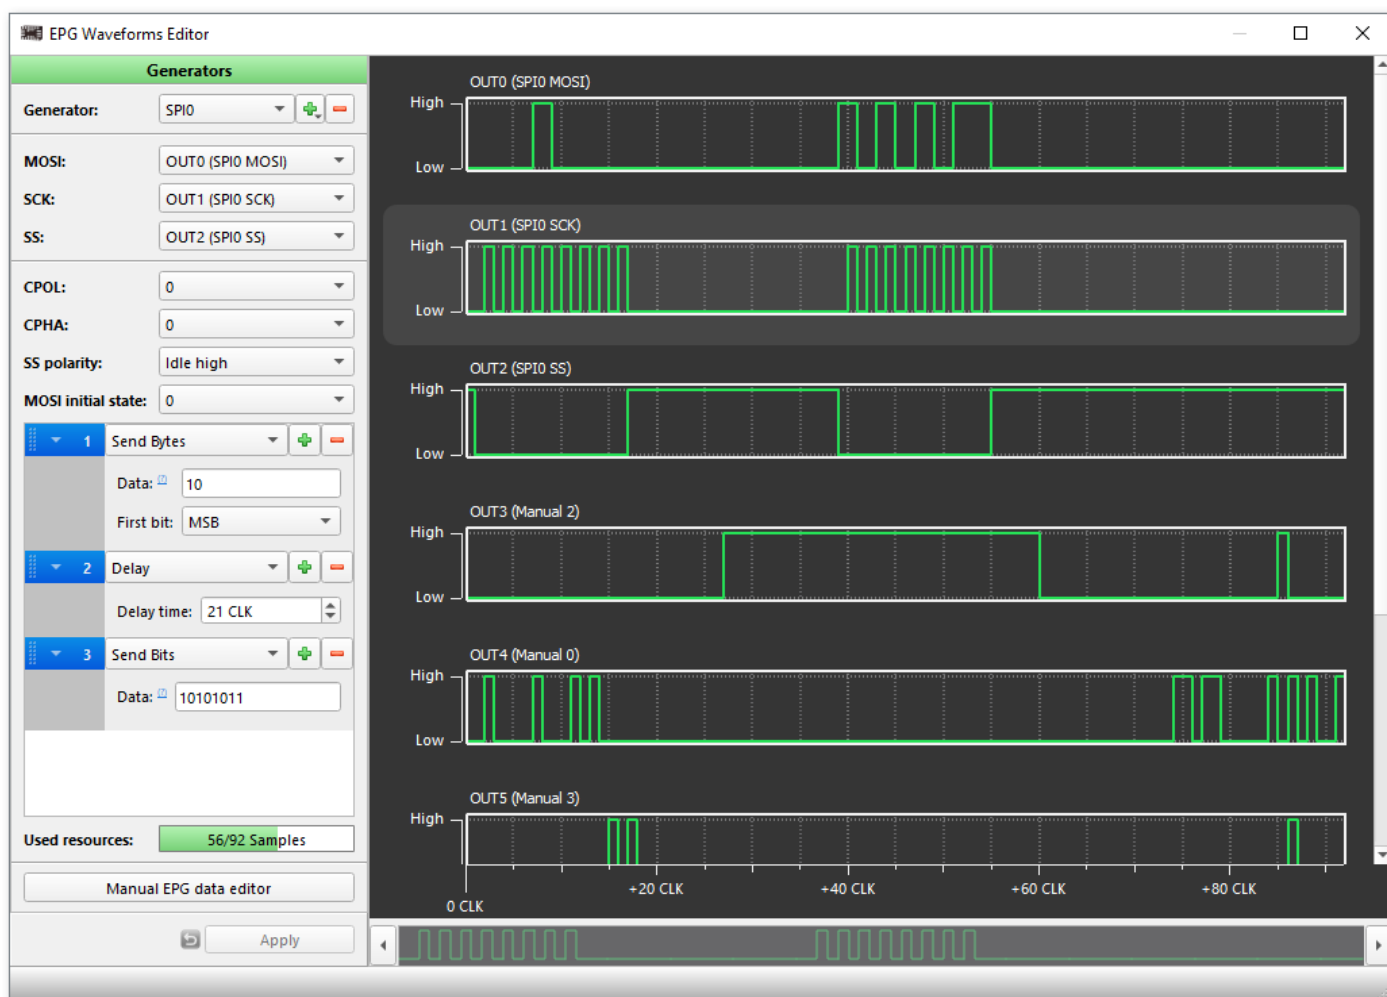 EPG Waveforms Editor
Generators
Generator: SPI0
MOSI: OUT0 (SPI0 MOSI)
SCK: OUT1 (SPI0 SCK)
SS: OUT2 (SPI0 SS)
CPOL: 0
CPHA: 0
SS polarity: Idle high
MOSI initial state: 0
1 Send Bytes
Data: 10
First bit: MSB
2 Delay
Delay time: 21 CLK
3 Send Bits
Data: 10101011
Used resources: 56/92 Samples
Manual EPG data editor
Apply
OUT0 (SPI0 MOSI)
High
Low
OUT1 (SPI0 SCK)
High
Low
OUT2 (SPI0 SS)
High
Low
OUT3 (Manual 2)
High
Low
OUT4 (Manual 0)
High
Low
OUT5 (Manual 3)
High
0 CLK +20 CLK +40 CLK +60 CLK +80 CLK